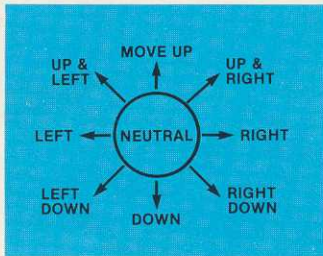 MOVE UP
UP &
LEFT
UP &
RIGHT
LEFT
NEUTRAL
RIGHT
LEFT
DOWN
DOWN
RIGHT
DOWN